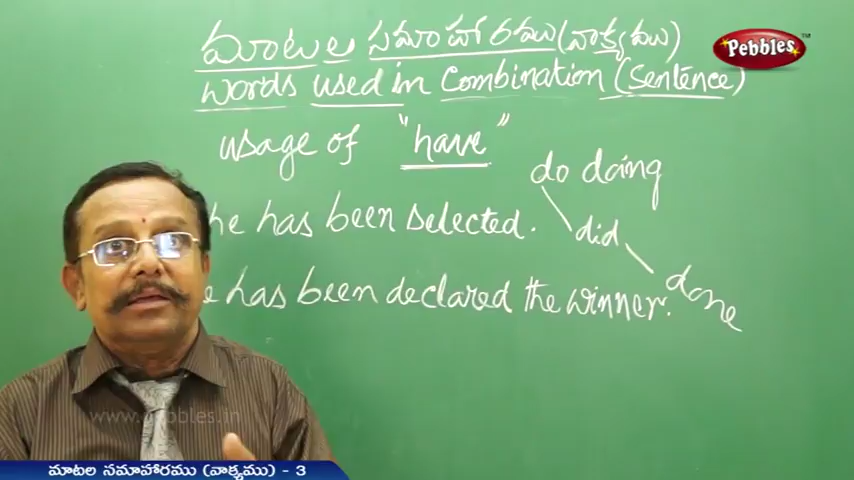 మాటల సమాహారము (వాక్యము)
Pebbles
TM
words used in Combination (Sentence)
usage of "have"
do doing
he has been selected.
did
e has been declared the winner.
done
www.pebbles.in
మాటల సమాహారము (వాక్యము) - 3